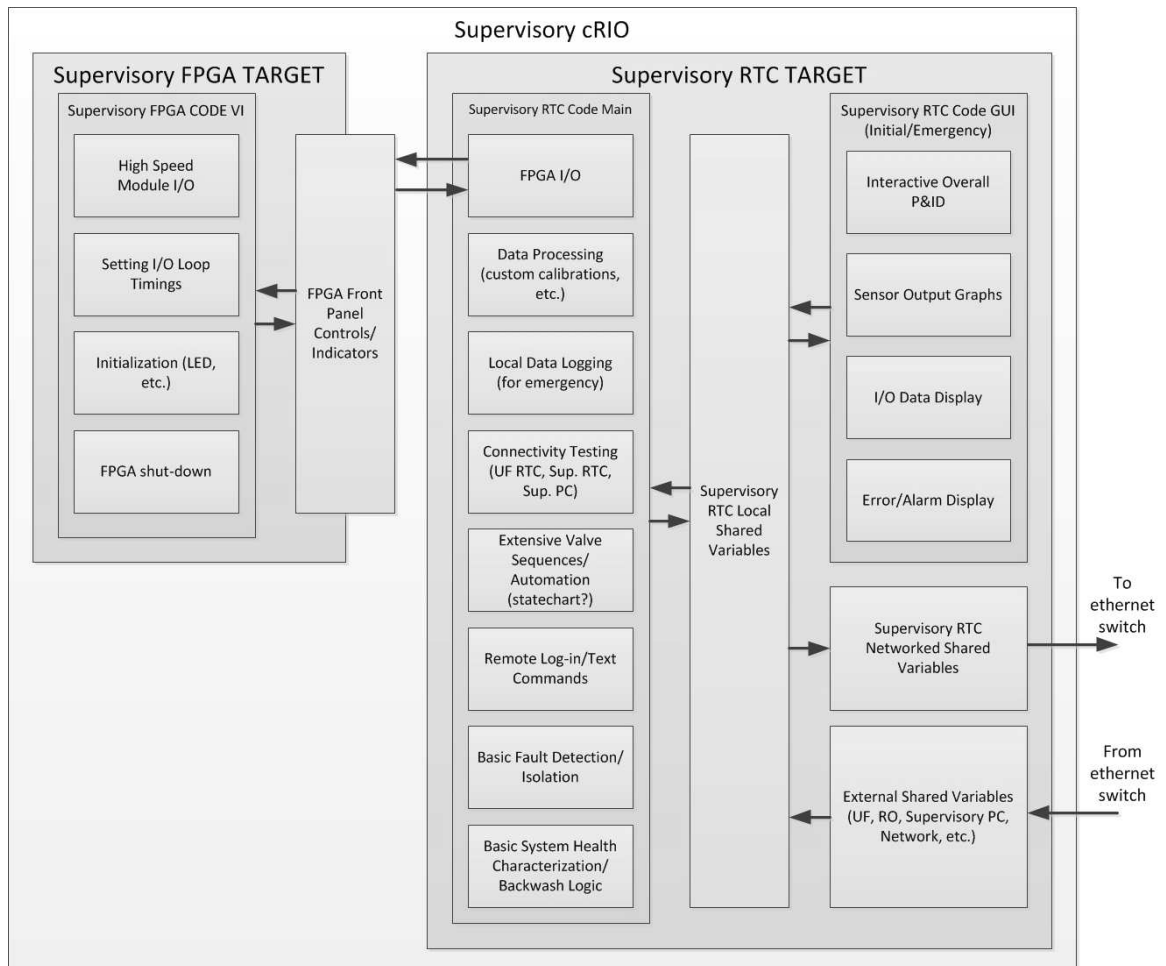 Supervisory cRIO
Supervisory FPGA TARGET
Supervisory FPGA CODE VI
High Speed
Module I/O
Setting I/O Loop
Timings
Initialization (LED,
etc.)
FPGA shut-down
FPGA Front
Panel
Controls/
Indicators
Supervisory RTC TARGET
Supervisory RTC Code Main
FPGA I/O
Data Processing
(custom calibrations,
etc.)
Local Data Logging
(for emergency)
Connectivity Testing
(UF RTC, Sup. RTC,
Sup. PC)
Extensive Valve
Sequences/
Automation
(statechart?)
Remote Log-in/Text
Commands
Basic Fault Detection/
Isolation
Basic System Health
Characterization/
Backwash Logic
Supervisory
RTC Local
Shared
Variables
Supervisory RTC Code GUI
(Initial/Emergency)
Interactive Overall
P&ID
Sensor Output Graphs
I/O Data Display
Error/Alarm Display
Supervisory RTC
Networked Shared
Variables
External Shared Variables
(UF, RO, Supervisory PC,
Network, etc.)
To
ethernet
switch
From
ethernet
switch